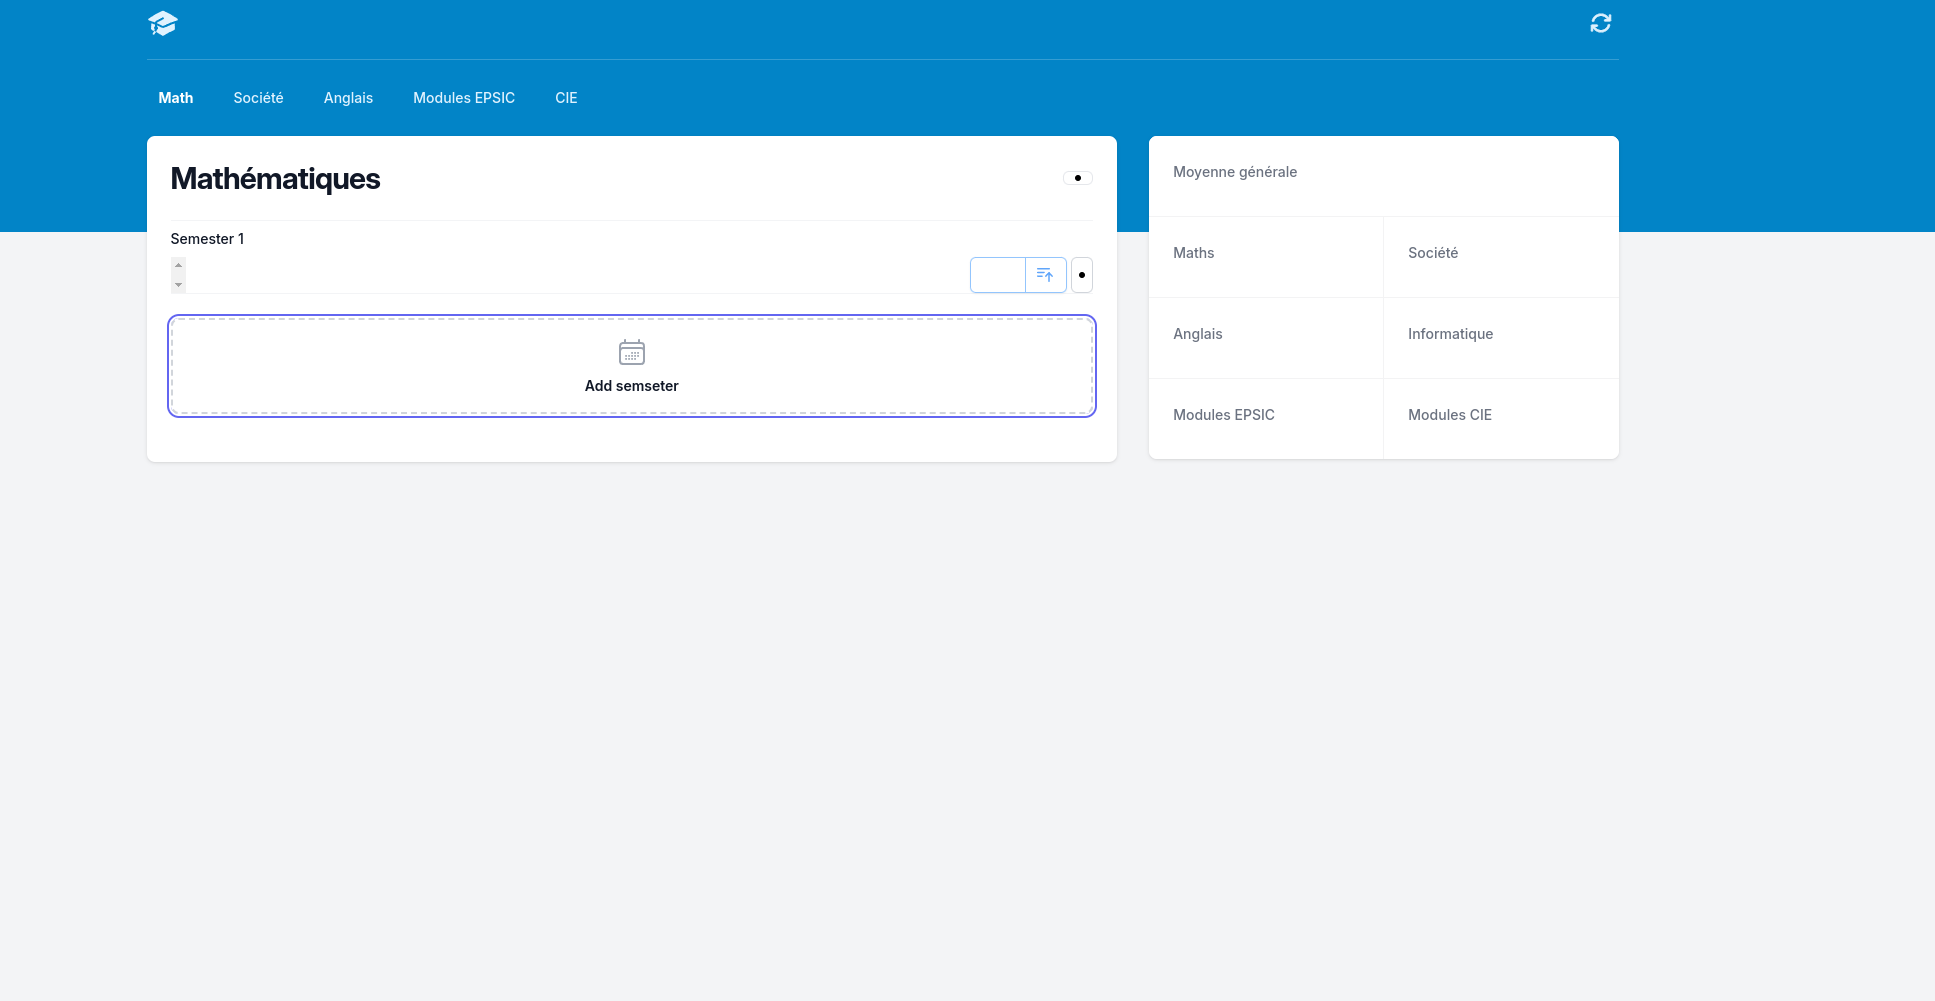 Math
Société
Anglais
Modules EPSIC
CIE
Mathématiques
Semester 1
Add semseter
Moyenne générale
Maths
Société
Anglais
Informatique
Modules EPSIC
Modules CIE